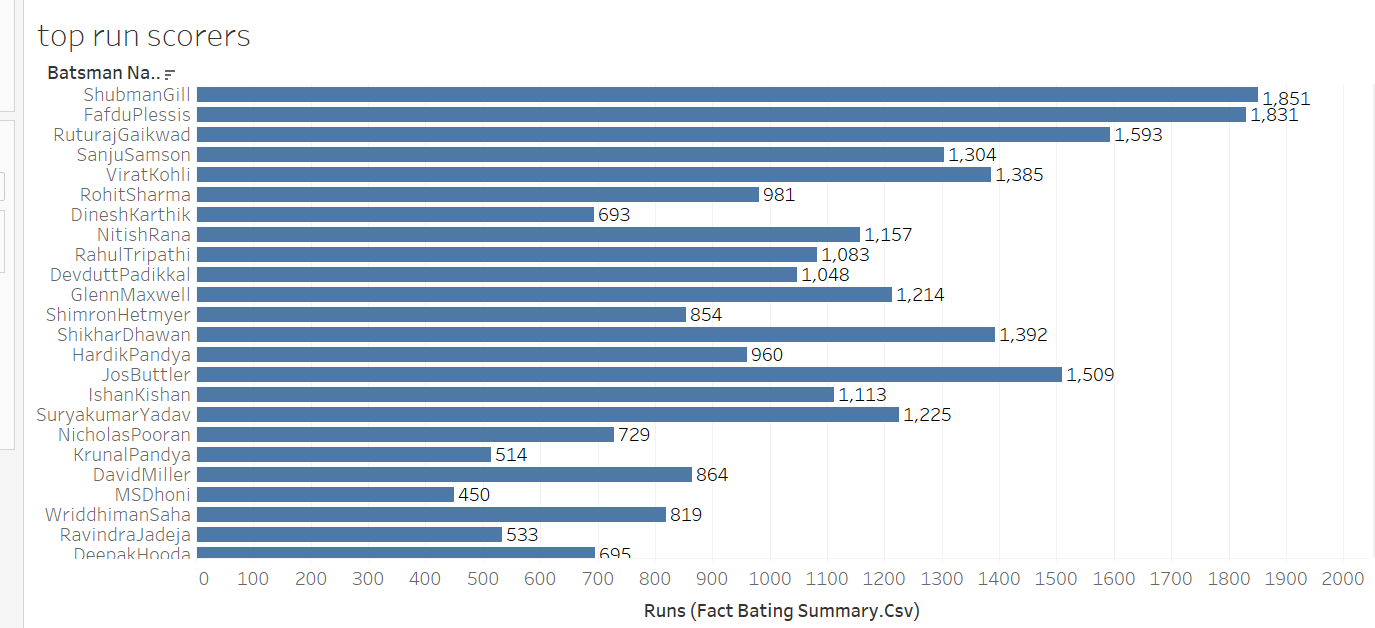 top run scorers
Batsman Na..
ShubmanGill 1,851
FafduPlessis 1,831
RuturajGaikwad 1,593
SanjuSamson 1,304
ViratKohli 1,385
RohitSharma 981
DineshKarthik 693
NitishRana 1,157
RahulTripathi 1,083
DevduttPadikkal 1,048
GlennMaxwell 1,214
ShimronHetmyer 854
ShikharDhawan 1,392
HardikPandya 960
JosButtler 1,509
IshanKishan 1,113
SuryakumarYadav 1,225
NicholasPooran 729
KrunalPandya 514
DavidMiller 864
MSDhoni 450
WriddhimanSaha 819
RavindraJadeja 533
DeepakHooda 695
0 100 200 300 400 500 600 700 800 900 1000 1100 1200 1300 1400 1500 1600 1700 1800 1900 2000
Runs (Fact Bating Summary.Csv)